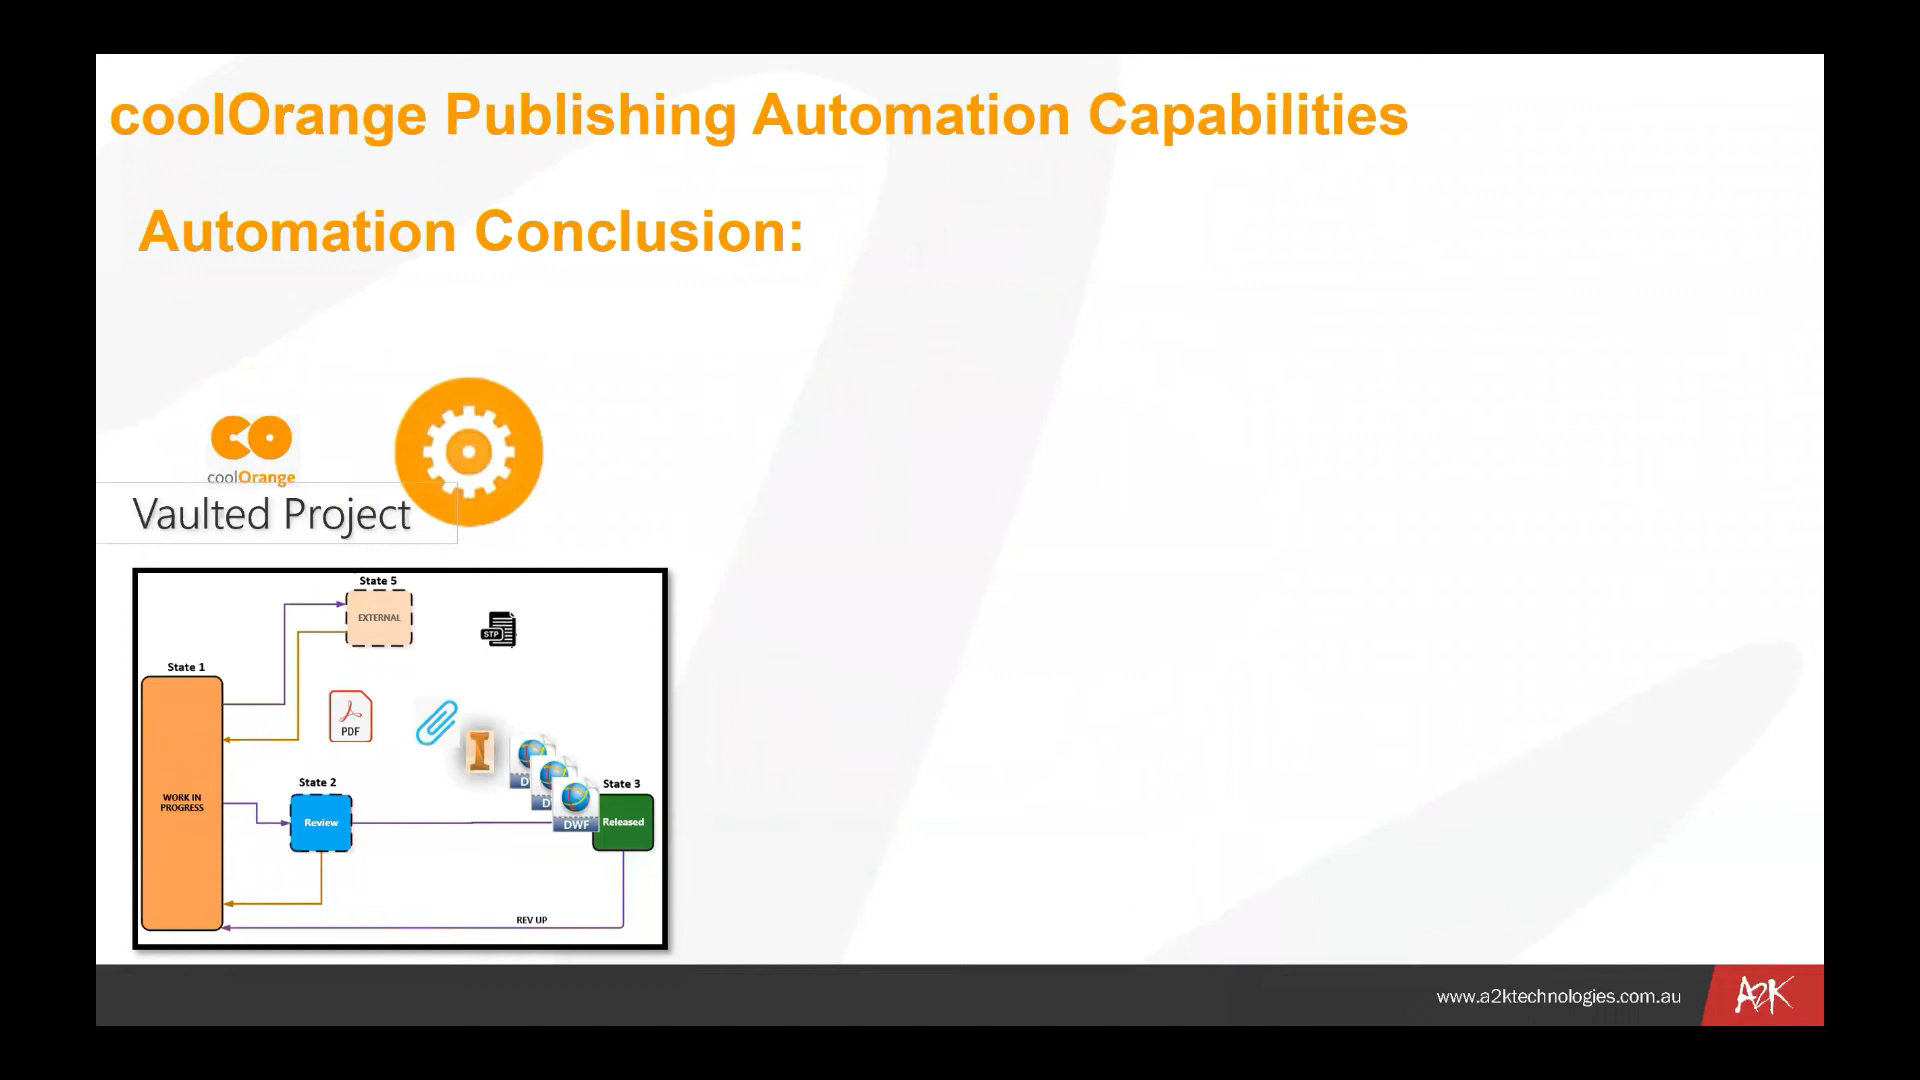 coolOrange Publishing Automation Capabilities
Automation Conclusion:
CO
coolOrange
Vaulted Project
State 5
EXTERNAL
STP
State 1
PDF
State 2
State 3
WORK IN
PROGRESS
Review
D
D
DWF
Released
REV UP
www.a2ktechnologies.com.au
A2K